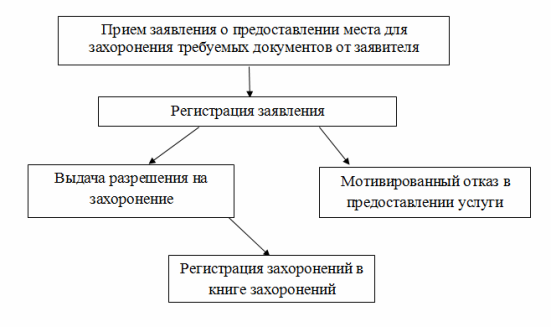 Прием заявления о предоставлении места для
захоронения требуемых документов от заявителя
Регистрация заявления
Выдача разрешения на
захоронение
Мотивированный отказ в
предоставлении услуги
Регистрация захоронений в
книге захоронений